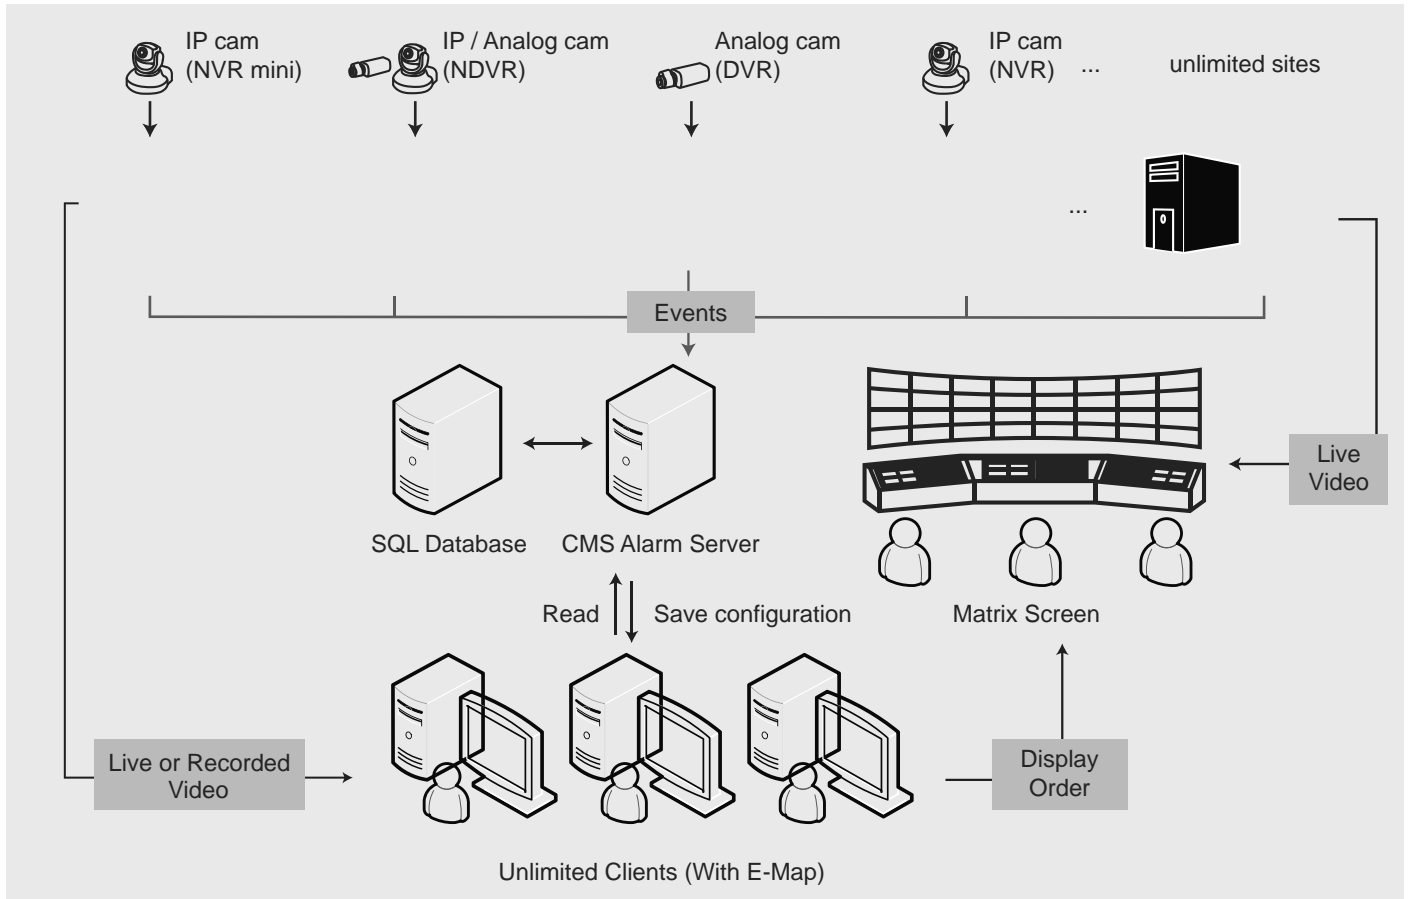 IP cam
(NVR mini)
IP / Analog cam
(NDVR)
Analog cam
(DVR)
IP cam
(NVR)
...
unlimited sites
...
Events
Live
Video
SQL Database
CMS Alarm Server
Read
Save configuration
Matrix Screen
Live or Recorded
Video
Display
Order
Unlimited Clients (With E-Map)